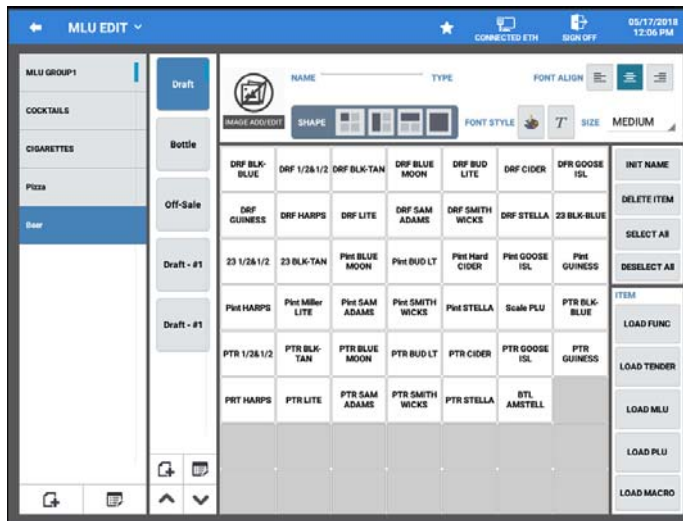 MLU EDIT
CONNECTED ETH
SIGN OFF
05/17/2018
12:06 PM
MLU GROUP1
COCKTAILS
CIGARETTES
Pizza
Beer
Draft
Bottle
Off-Sale
Draft - #1
Draft - #1
IMAGE ADD/EDIT
NAME
TYPE
FONT ALIGN
SHAPE
FONT STYLE
T
SIZE
MEDIUM
DRF BLK-
BLUE
DRF 1/2&1/2
DRF BLK-TAN
DRF BLUE
MOON
DRF BUD
LITE
DRF CIDER
DFR GOOSE
ISL
DRF
GUINESS
DRF HARPS
DRF LITE
DRF SAM
ADAMS
DRF SMITH
WICKS
DRF STELLA
23 BLK-BLUE
23 1/2&1/2
23 BLK-TAN
Pint BLUE
MOON
Pint BUD LT
Pint Hard
CIDER
Pint GOOSE
ISL
Pint
GUINESS
Pint HARPS
Pint Miller
LITE
Pint SAM
ADAMS
Pint SMITH
WICKS
Pint STELLA
Scale PLU
PTR BLK-
BLUE
PTR 1/2&1/2
PTR BLK-
TAN
PTR BLUE
MOON
PTR BUD LT
PTR CIDER
PTR GOOSE
ISL
PTR
GUINESS
PRT HARPS
PTR LITE
PTR SAM
ADAMS
PTR SMITH
WICKS
PTR STELLA
BTL
AMSTELL
INIT NAME
DELETE ITEM
SELECT All
DESELECT All
ITEM
LOAD FUNC
LOAD TENDER
LOAD MLU
LOAD PLU
LOAD MACRO